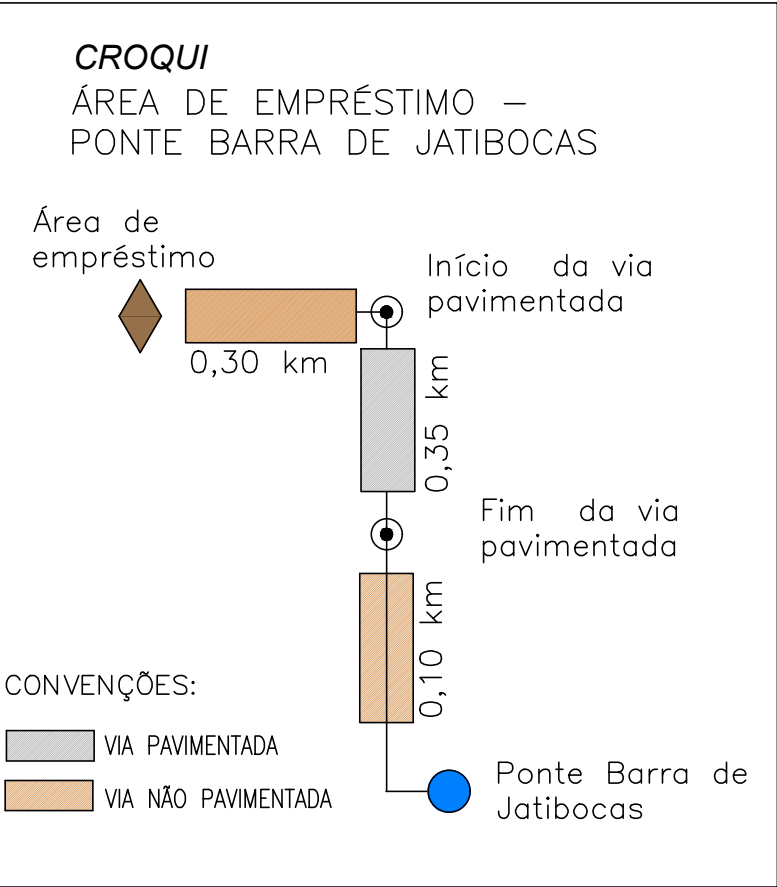 CROQUI
ÁREA DE EMPRÉSTIMO –
PONTE BARRA DE JATIBOCAS
Área de
empréstimo
Início da via
pavimentada
0,30 km
0,35 km
Fim da via
pavimentada
0,10 km
CONVENÇÕES:
VIA PAVIMENTADA
VIA NÃO PAVIMENTADA
Ponte Barra de
Jatibocas